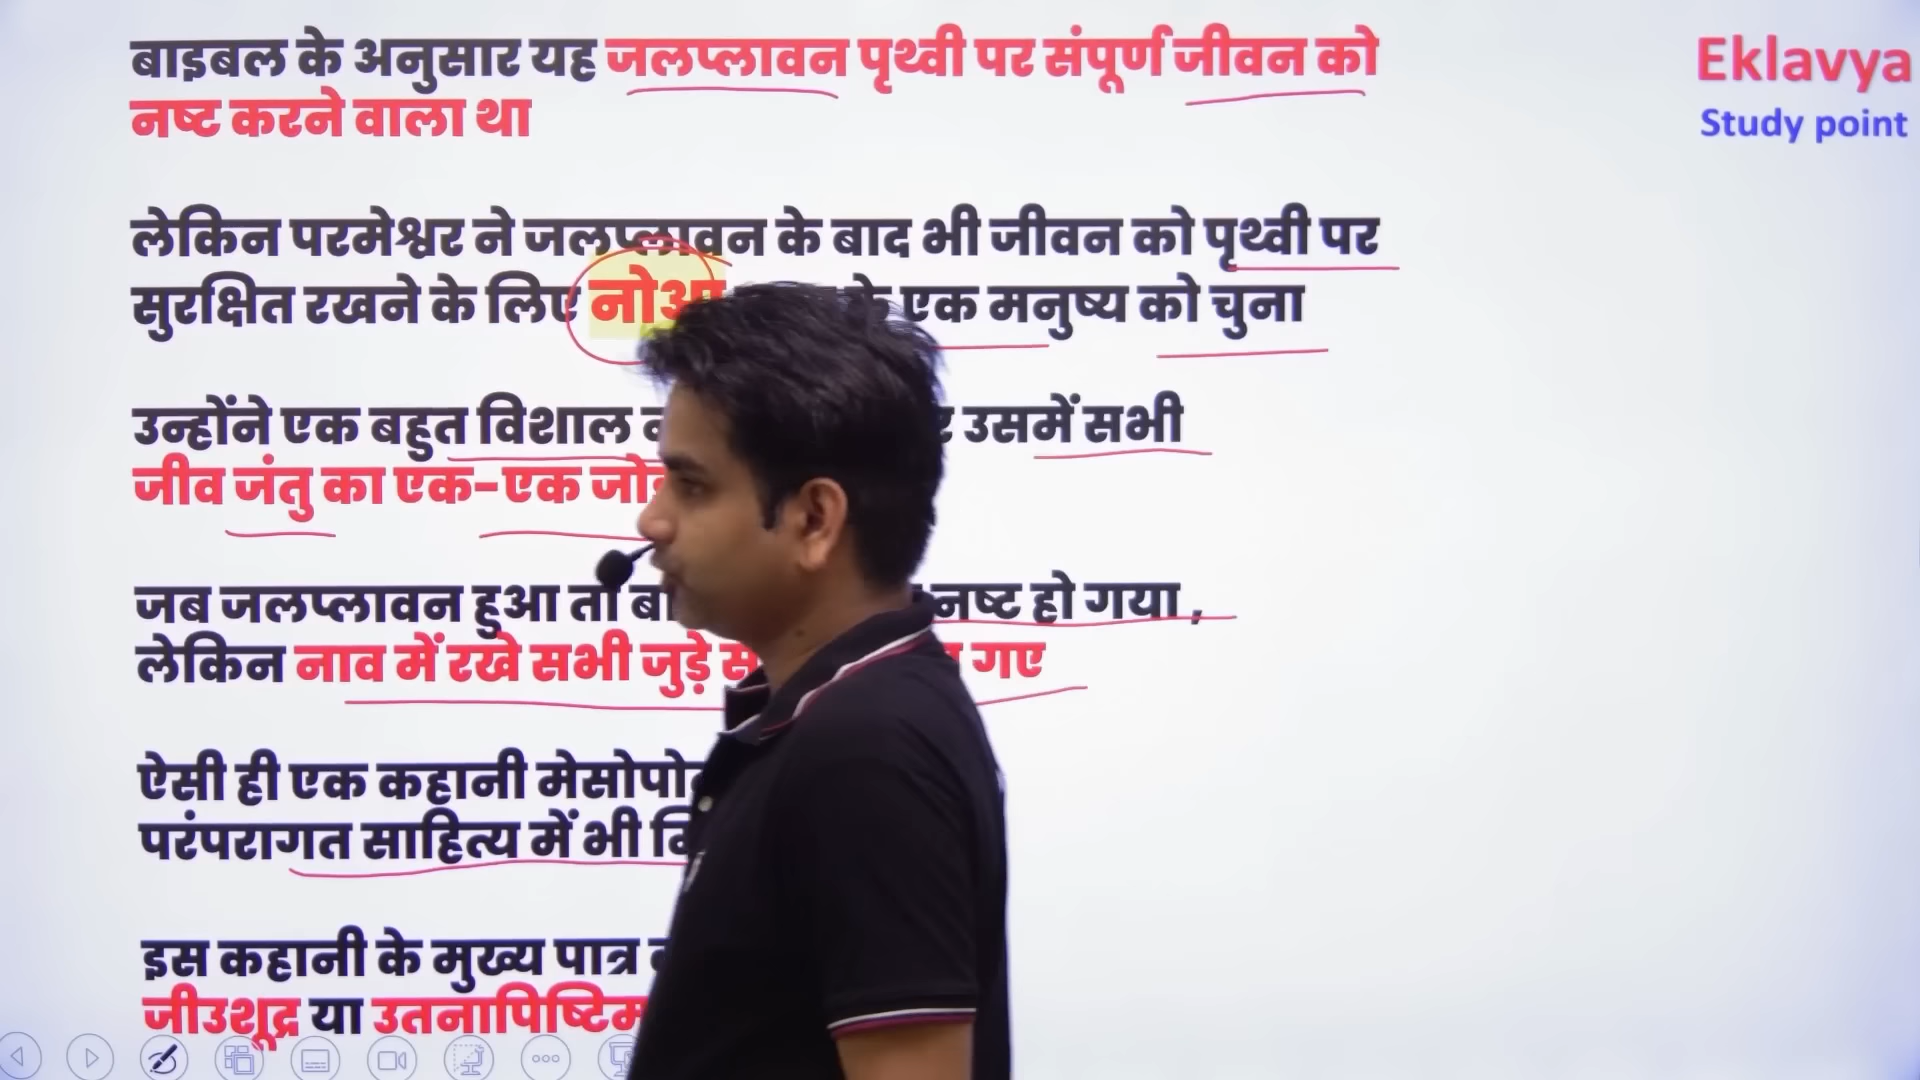 बाइबल के अनुसार यह जलप्लावन पृथ्वी पर संपूर्ण जीवन को
नष्ट करने वाला था
Eklavya
Study point
लेकिन परमेश्वर ने जलप्लावन के बाद भी जीवन को पृथ्वी पर
सुरक्षित रखने के लिए नोआ एक मनुष्य को चुना
उन्होंने एक बहुत विशाल उसमें सभी
जीव जंतु का एक-एक
जब जलप्लावन हुआ तो नष्ट हो गया ,
लेकिन नाव में रखे सभी जुड़े गए
ऐसी ही एक कहानी
परंपरागत साहित्य में भी
इस कहानी के मुख्य पात्र
जीउशूद्र या